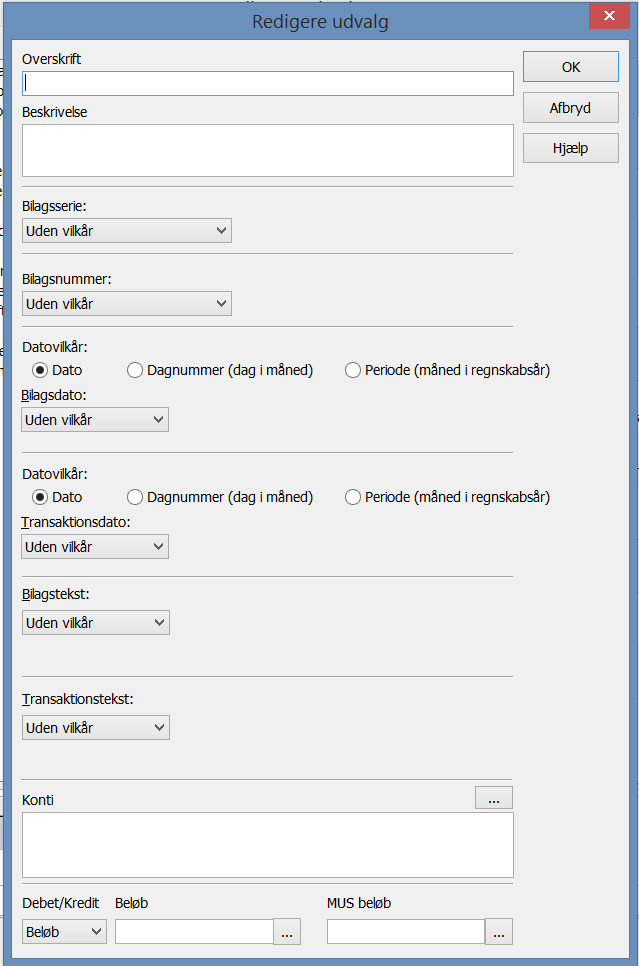 Redigere udvalg
Overskrift
OK
Afbryd
Beskrivelse
Hjælp
Bilagsserie:
Uden vilkår
Bilagsnummer:
Uden vilkår
Datovilkår:
Dato Dagnummer (dag i måned) Periode (måned i regnskabsår)
Bilagsdato:
Uden vilkår
Datovilkår:
Dato Dagnummer (dag i måned) Periode (måned i regnskabsår)
Transaktionsdato:
Uden vilkår
Bilagstekst:
Uden vilkår
Transaktionstekst:
Uden vilkår
Konti ...
Debet/Kredit Beløb MUS beløb
Beløb ... ...